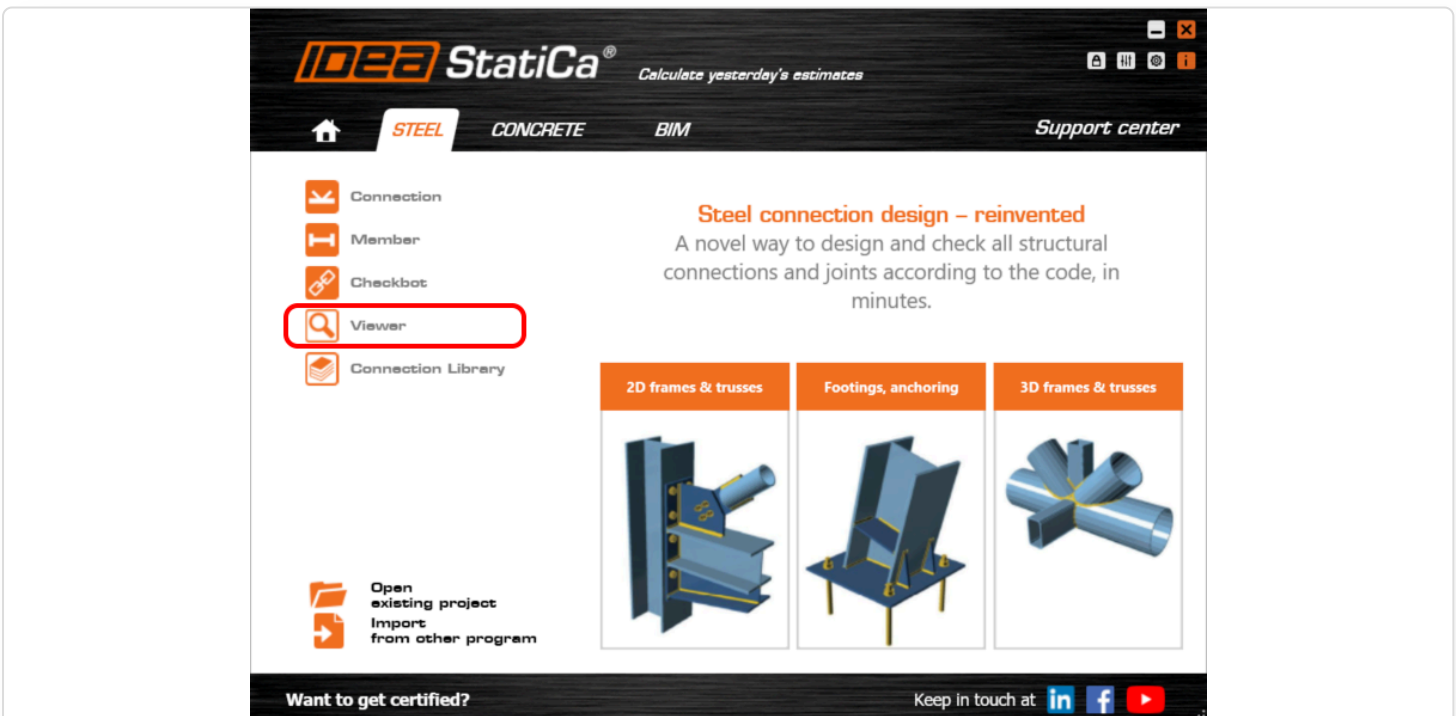 IDEA StatiCa®
Calculate yesterday's estimates
STEEL
CONCRETE
BIM
Support center
Connection
Member
Checkbot
Viewer
Connection Library
Steel connection design – reinvented
A novel way to design and check all structural
connections and joints according to the code, in
minutes.
2D frames & trusses
Footings, anchoring
3D frames & trusses
Open
existing project
Import
from other program
Want to get certified?
Keep in touch at